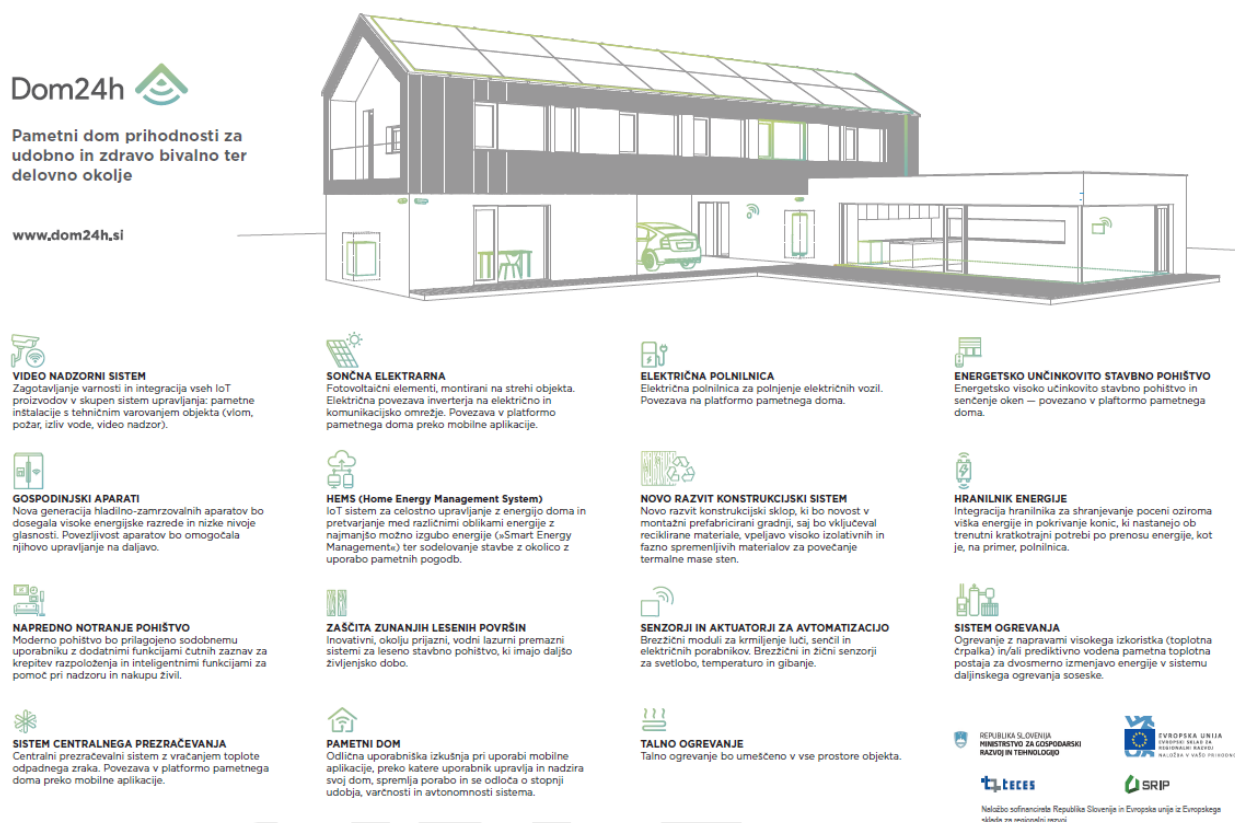 Dom24h
Pametni dom prihodnosti za
udobno in zdravo bivalno ter
delovno okolje
www.dom24h.si
VIDEO NADZORNI SISTEM
Zagotavljanje varnosti in integracija vseh IoT
proizvodov v skupen sistem upravljanja: pametne
inštalacije s tehničnim varovanjem objekta (vlom,
požar, izliv vode, video nadzor).
SONČNA ELEKTRARNA
Fotovoltaični elementi, montirani na strehi objekta.
Električna povezava inverterja na električno in
komunikacijsko omrežje. Povezava v platformo
pametnega doma preko mobilne aplikacije.
ELEKTRIČNA POLNILNICA
Električna polnilnica za polnjenje električnih vozil.
Povezava na platformo pametnega doma.
ENERGETSKO UNČINKOVITO STAVBNO POHIŠTVO
Energetsko visoko učinkovito stavbno pohištvo in
senčenje oken — povezano v plaftormo pametnega
doma.
GOSPODINJSKI APARATI
Nova generacija hladilno-zamrzovalnih aparatov bo
dosegala visoke energijske razrede in nizke nivoje
glasnosti. Povezljivost aparatov bo omogočala
njihovo upravljanje na daljavo.
HEMS (Home Energy Management System)
IoT sistem za celostno upravljanje z energijo doma in
pretvarjanje med različnimi oblikami energije z
najmanjšo možno izgubo energije (»Smart Energy
Management«) ter sodelovanje stavbe z okolico z
uporabo pametnih pogodb.
NOVO RAZVIT KONSTRUKCIJSKI SISTEM
Novo razvit konstrukcijski sklop, ki bo novost v
montažni prefabricirani gradnji, saj bo vključeval
reciklirane materiale, vpeljavo visoko izolativnih in
fazno spremenljivih materialov za povečanje
termalne mase sten.
HRANILNIK ENERGIJE
Integracija hranilnika za shranjevanje poceni oziroma
viška energije in pokrivanje konic, ki nastanejo ob
trenutni kratkotrajni potrebi po prenosu energije, kot
je, na primer, polnilnica.
NAPREDNO NOTRANJE POHIŠTVO
Moderno pohištvo bo prilagojeno sodobnemu
uporabniku z dodatnimi funkcijami čutnih zaznav za
krepitev razpoloženja in inteligentnimi funkcijami za
pomoč pri nadzoru in nakupu živil.
ZAŠČITA ZUNANJIH LESENIH POVRŠIN
Inovativni, okolju prijazni, vodni lazurni premazni
sistemi za leseno stavbno pohištvo, ki imajo daljšo
življenjsko dobo.
SENZORJI IN AKTUATORJI ZA AVTOMATIZACIJO
Brezžični moduli za krmiljenje luči, senčil in
električnih porabnikov. Brezžični in žični senzorji
za svetlobo, temperaturo in gibanje.
SISTEM OGREVANJA
Ogrevanje z napravami visokega izkoristka (toplotna
črpalka) in/ali prediktivno vodena pametna toplotna
postaja za dvosmerno izmenjavo energije v sistemu
daljinskega ogrevanja soseske.
SISTEM CENTRALNEGA PREZRAČEVANJA
Centralni prezračevalni sistem z vračanjem toplote
odpadnega zraka. Povezava v platformo pametnega
doma preko mobilne aplikacije.
PAMETNI DOM
Odlična uporabniška izkušnja pri uporabi mobilne
aplikacije, preko katere uporabnik upravlja in nadzira
svoj dom, spremlja porabo in se odloča o stopnji
udobja, varčnosti in avtonomnosti sistema.
TALNO OGREVANJE
Talno ogrevanje bo umeščeno v vse prostore objekta.
REPUBLIKA SLOVENIJA
MINISTRSTVO ZA GOSPODARSKI
RAZVOJ IN TEHNOLOGIJO
EVROPSKA UNIJA
EVROPSKI SKLAD ZA
REGIONALNI RAZVOJ
NALOŽBA V VAŠO PRIHODNOST
teces
SRIP
Naložbo sofinancirata Republika Slovenija in Evropska unija iz Evropskega
sklada za regionalni razvoj